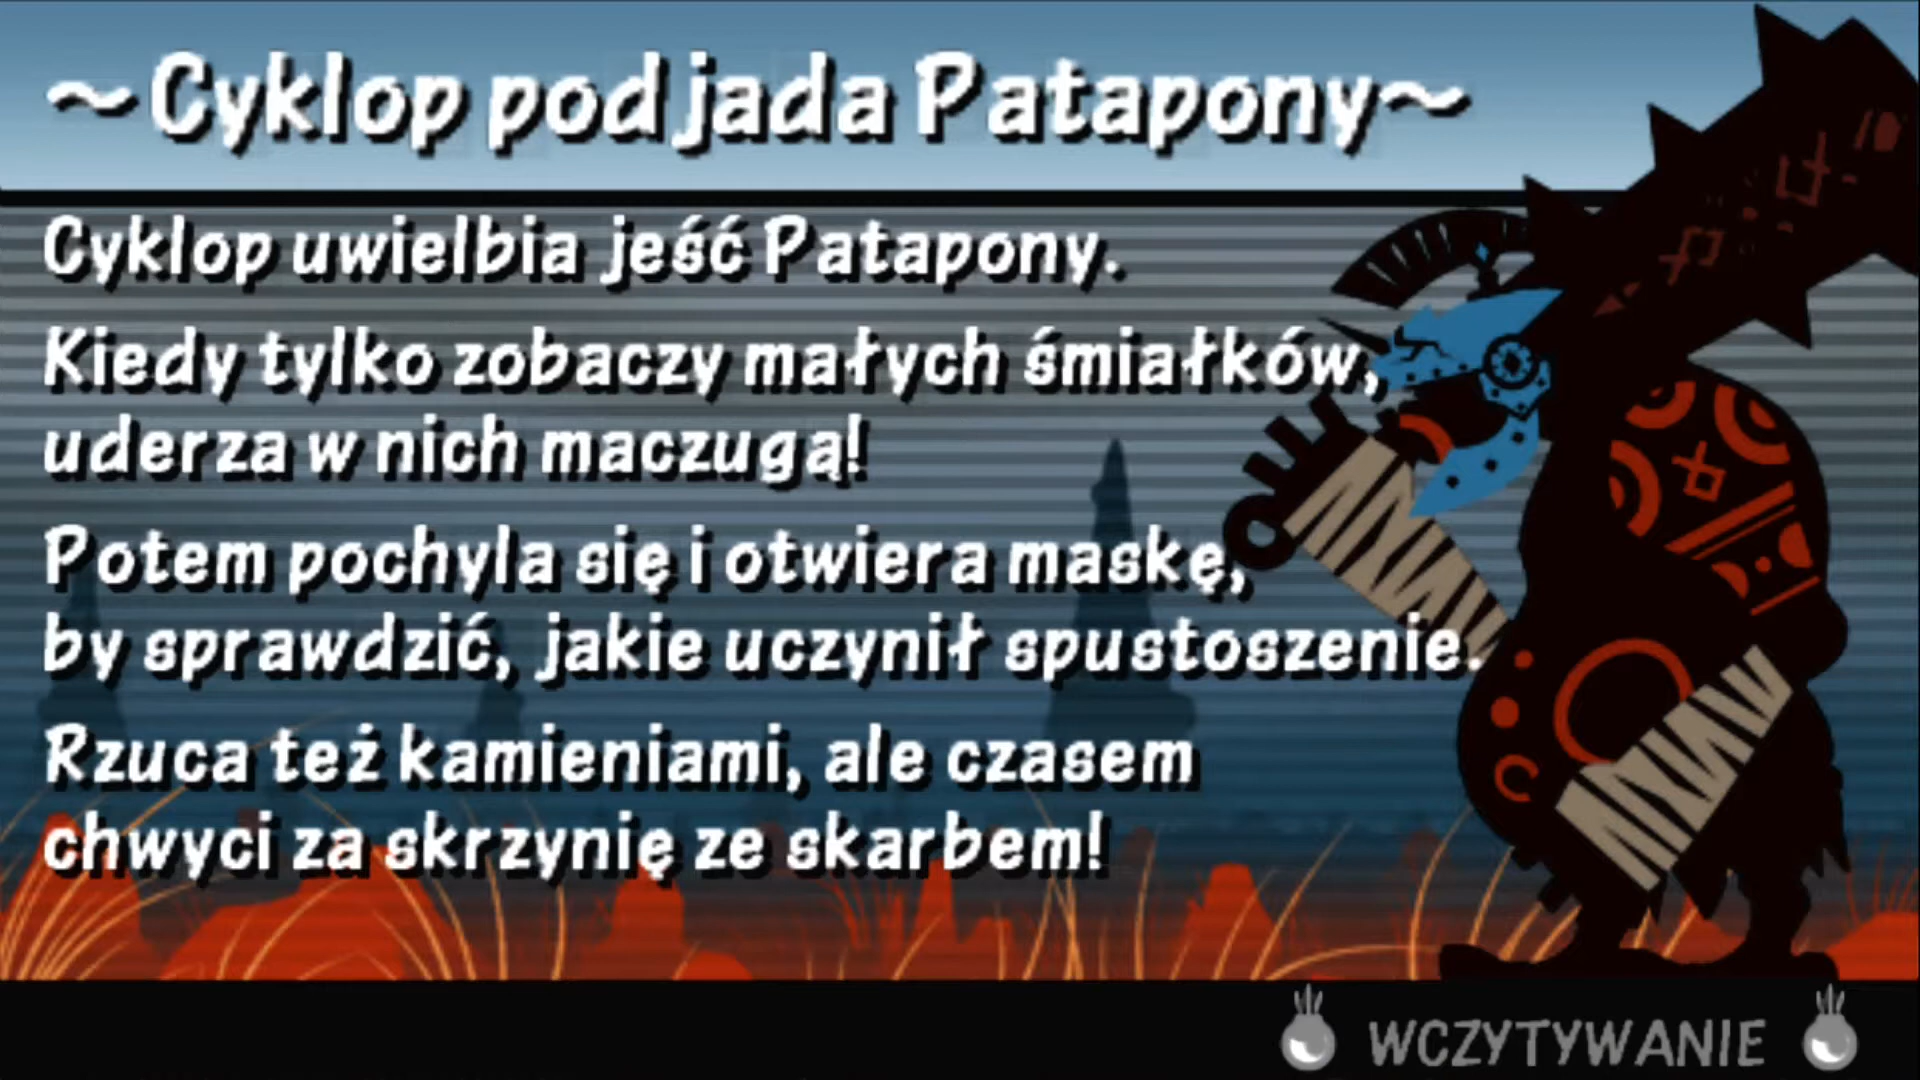 ~Cyklop podjada Patapony~
Cyklop uwielbia jeść Patapony.
Kiedy tylko zobaczy małych śmiałków,
uderza w nich maczugą!
Potem pochyla się i otwiera maskę,
by sprawdzić, jakie uczynił spustoszenie.
Rzuca też kamieniami, ale czasem
chwyci za skrzynię ze skarbem!
WCZYTYWANIE